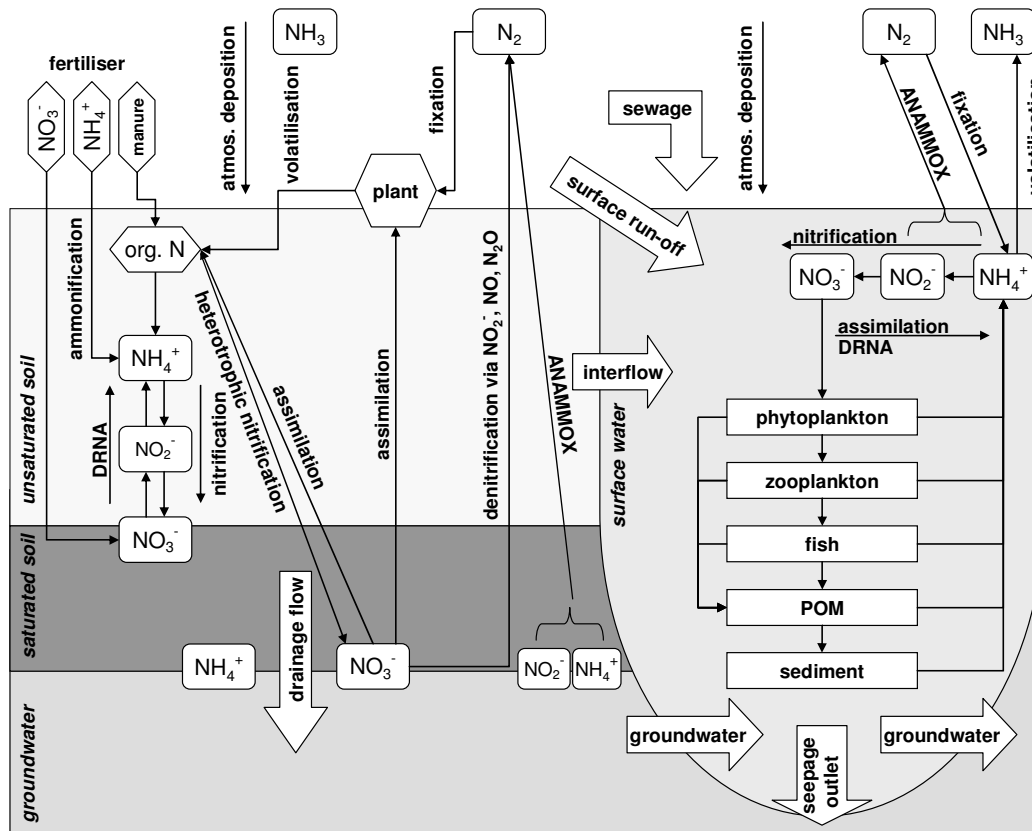 fertiliser
NO₃⁻
NH₄⁺
manure
atmos. deposition
NH₃
volatilisation
fixation
N₂
plant
org. N
ammonification
NH₄⁺
NO₂⁻
NO₃⁻
DRNA
nitrification
heterotrophic nitrification
assimilation
assimilation
denitrification via NO₂⁻, NO, N₂O
ANAMMOX
unsaturated soil
saturated soil
groundwater
NH₄⁺
drainage flow
NO₃⁻
NO₂⁻
NH₄⁺
sewage
surface run-off
interflow
surface water
atmos. deposition
N₂
NH₃
ANAMMOX
fixation
volatilisation
nitrification
NO₃⁻
NO₂⁻
NH₄⁺
assimilation
DRNA
phytoplankton
zooplankton
fish
POM
sediment
groundwater
seepage
outlet
groundwater